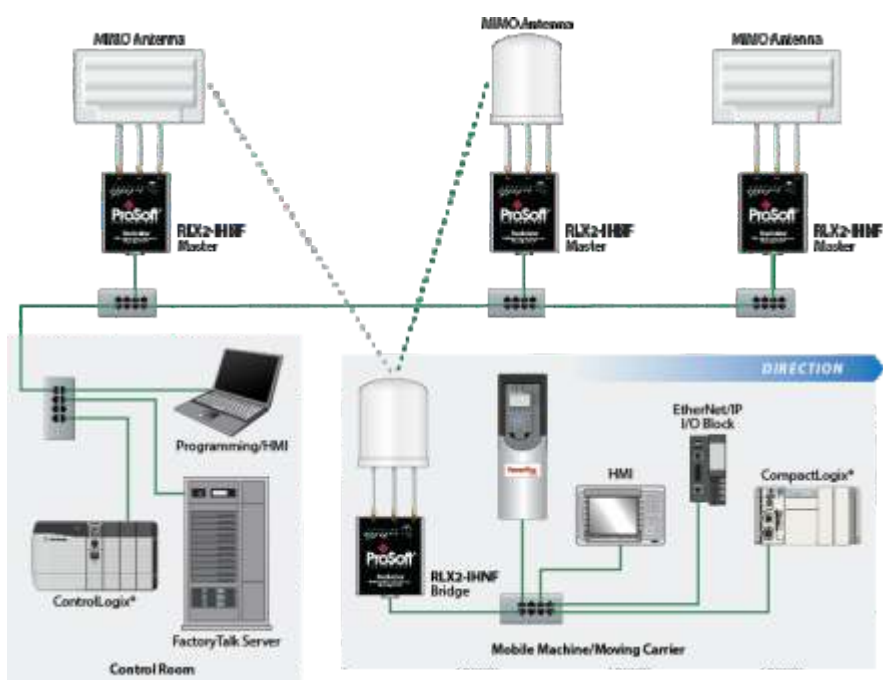 MIMO Antenna
MIMO Antenna
MIMO Antenna
ProSoft
RLX2-IHNF
Master
ProSoft
RLX2-IHNF
Master
ProSoft
RLX2-IHNF
Master
DIRECTION
EtherNet/IP
I/O Block
Programming/HMI
HMI
CompactLogix*
ProSoft
RLX2-IHNF
Bridge
ControlLogix*
FactoryTalk Server
Control Room
Mobile Machine/Moving Carrier